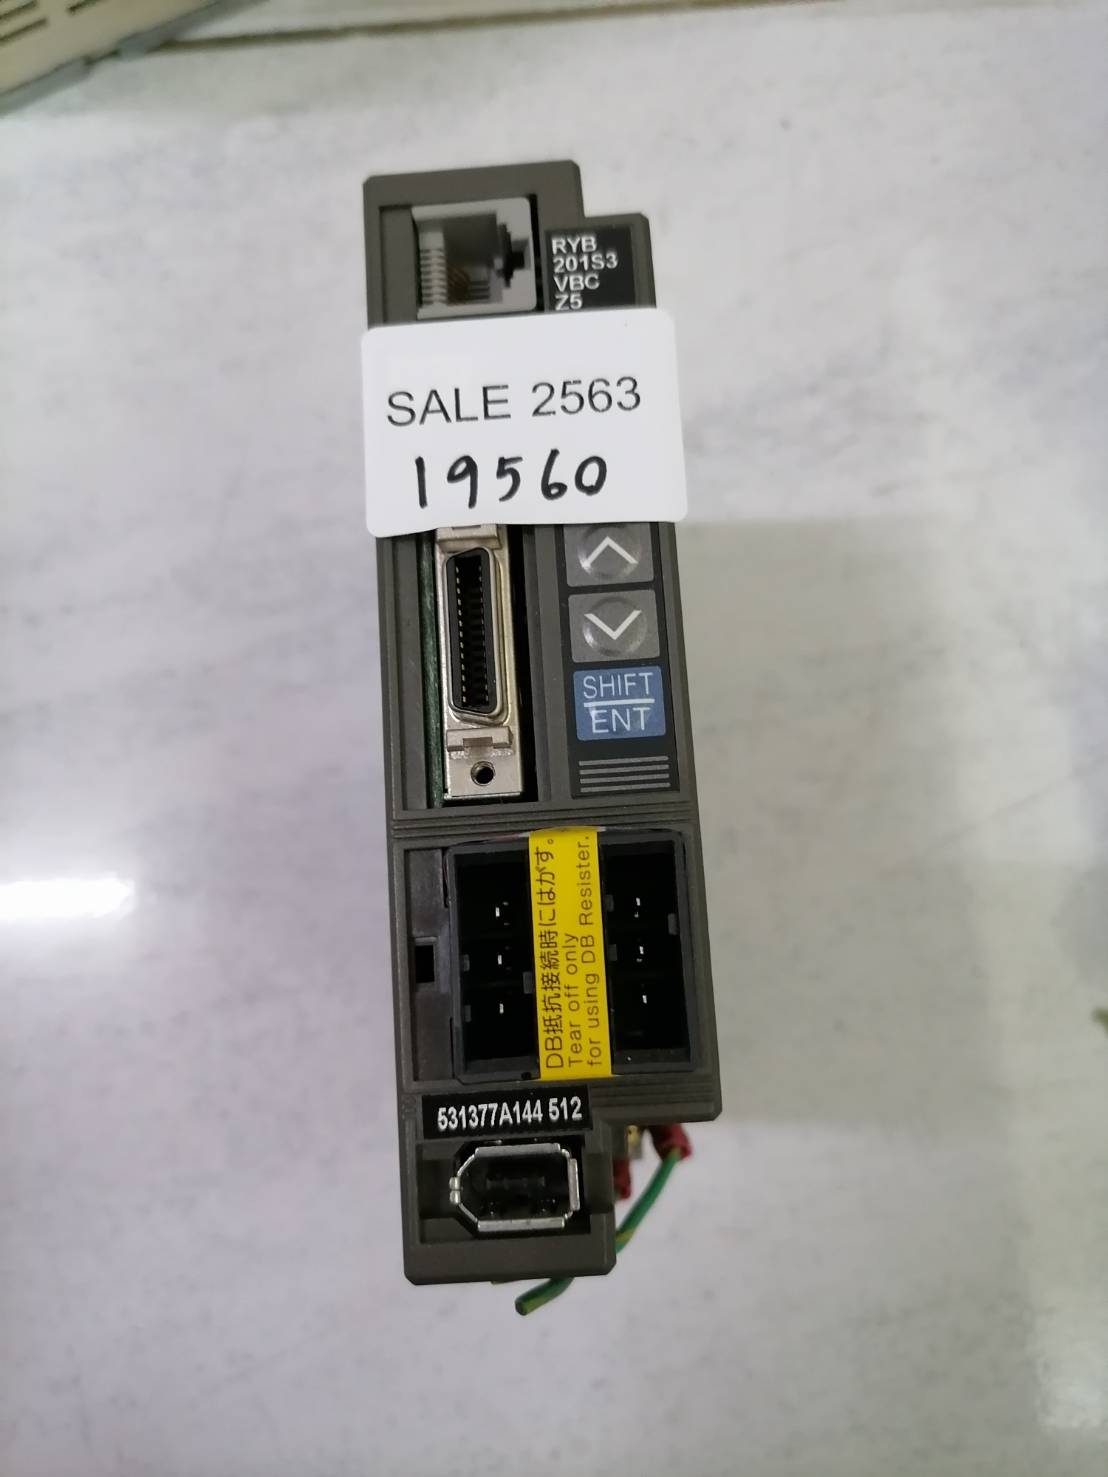 RYB
201S3
VBC
Z5
SALE 2563
19560
SHIFT
ENT
DB抵抗接続時にはがす。
Tear off only
for using DB Resister.
531377A144 512